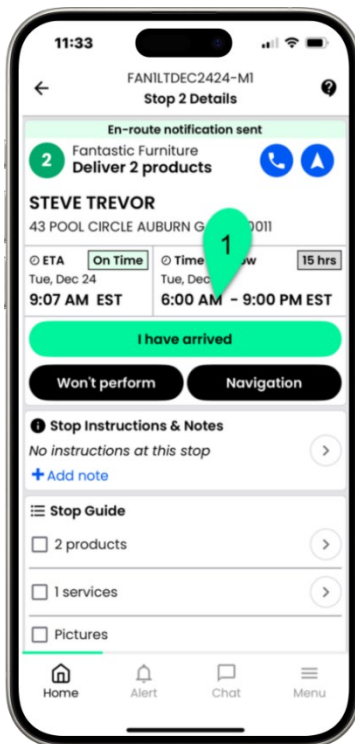 11:33
FANILTDEC2424-M1
Stop 2 Details
En-route notification sent
2
Fantastic Furniture
Deliver 2 products
STEVE TREVOR
43 POOL CIRCLE AUBURN
1
ETA
On Time
15 hrs
Tue, Dec 24
Tue,
9:07 AM EST
6:00 AM - 9:00 PM EST
I have arrived
Won't perform
Navigation
Stop Instructions & Notes
No instructions at this stop
+Add note
Stop Guide
2 products
1 services
Pictures
Home
Alert
Chat
Menu